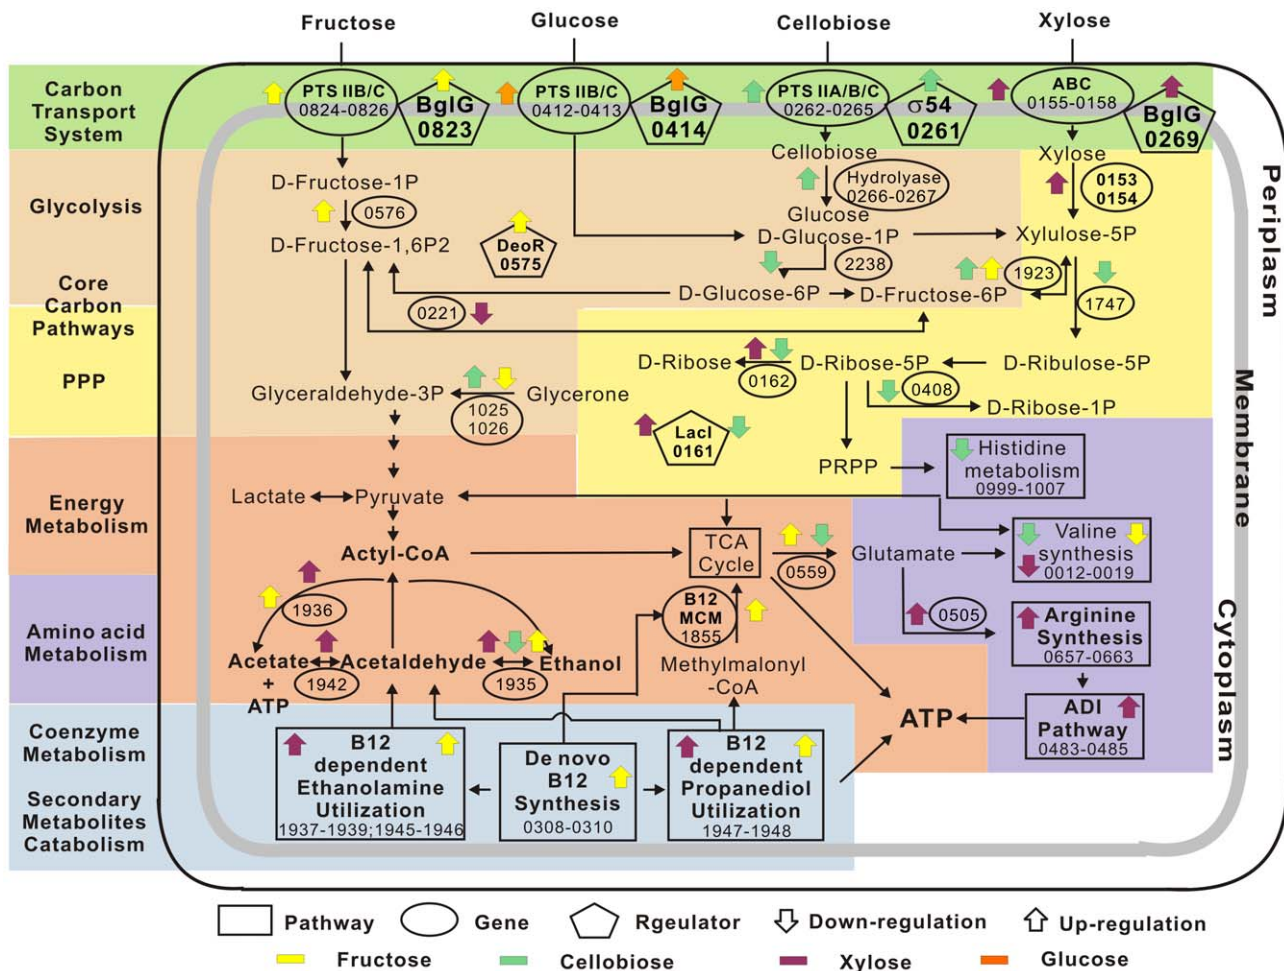 Fructose
Glucose
Cellobiose
Xylose
Carbon
Transport
System
PTS IIB/C
0824-0826
BglG
0823
PTS IIB/C
0412-0413
BglG
0414
PTS IIA/B/C
0262-0265
σ54
0261
ABC
0155-0158
BglG
0269
Glycolysis
D-Fructose-1P
0576
D-Fructose-1,6P2
DeoR
0575
Cellobiose
Hydrolyase
0266-0267
Glucose
D-Glucose-1P
2238
Xylose
0153
0154
Xylulose-5P
1923
1747
Periplasm
Core
Carbon
Pathways
0221
D-Glucose-6P
D-Fructose-6P
PPP
Glyceraldehyde-3P
1025
1026
Glycerone
D-Ribose
0162
D-Ribose-5P
0408
D-Ribulose-5P
D-Ribose-1P
LacI
0161
PRPP
Histidine
metabolism
0999-1007
Membrane
Energy
Metabolism
Lactate
Pyruvate
Actyl-CoA
TCA
Cycle
0559
Glutamate
Valine
synthesis
0012-0019
Amino acid
Metabolism
1936
Acetate
+
ATP
1942
Acetaldehyde
1935
Ethanol
B12
MCM
1855
Methylmalonyl
-CoA
0505
Arginine
Synthesis
0657-0663
Cytoplasm
ATP
ADI
Pathway
0483-0485
Coenzyme
Metabolism
Secondary
Metabolites
Catabolism
B12
dependent
Ethanolamine
Utilization
1937-1939;1945-1946
De novo
B12
Synthesis
0308-0310
B12
dependent
Propanediol
Utilization
1947-1948
Pathway
Gene
Rgeulator
Down-regulation
Up-regulation
Fructose
Cellobiose
Xylose
Glucose